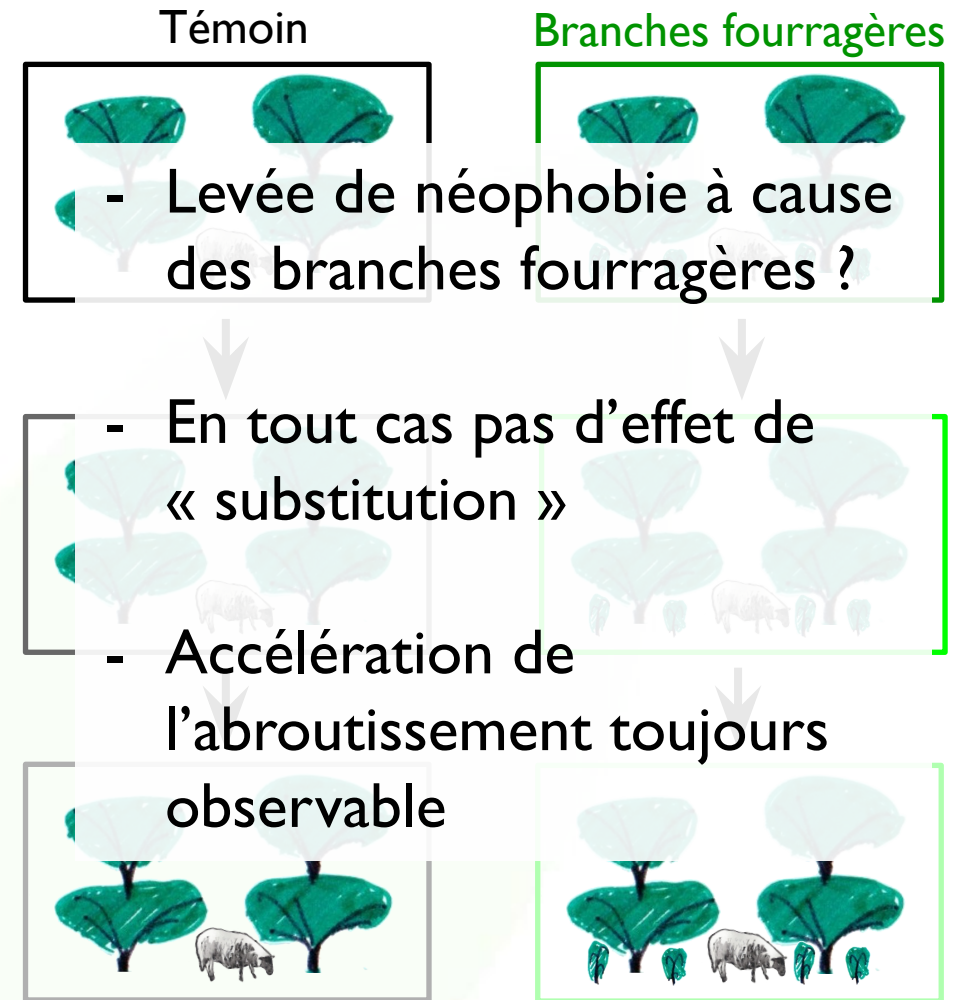 Témoin
Branches fourragères
- Levée de néophobie à cause
des branches fourragères ?
- En tout cas pas d’effet de
« substitution »
- Accélération de
l’abroutissement toujours
observable